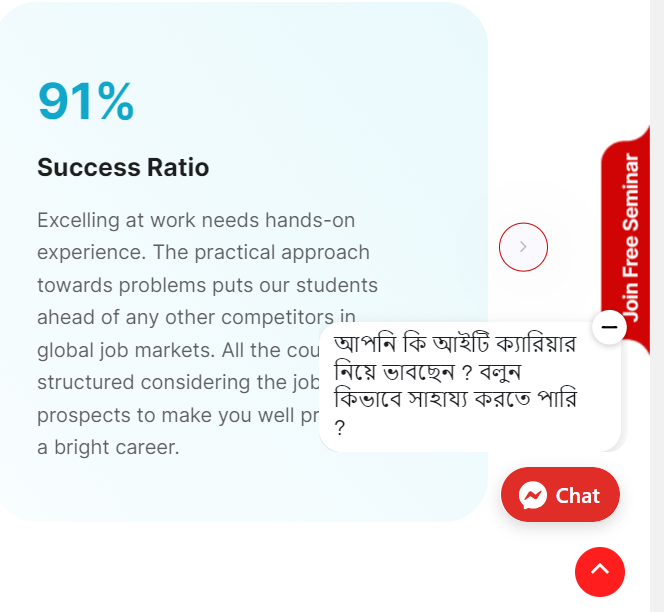 91%
Success Ratio
Excelling at work needs hands-on
experience. The practical approach
towards problems puts our students
ahead of any other competitors in
global job markets. All the cou
structured considering the job
prospects to make you well pr
a bright career.
আপনি কি আইটি ক্যারিয়ার
নিয়ে ভাবছেন ? বলুন
কিভাবে সাহায্য করতে পারি
?
Join Free Seminar
Chat